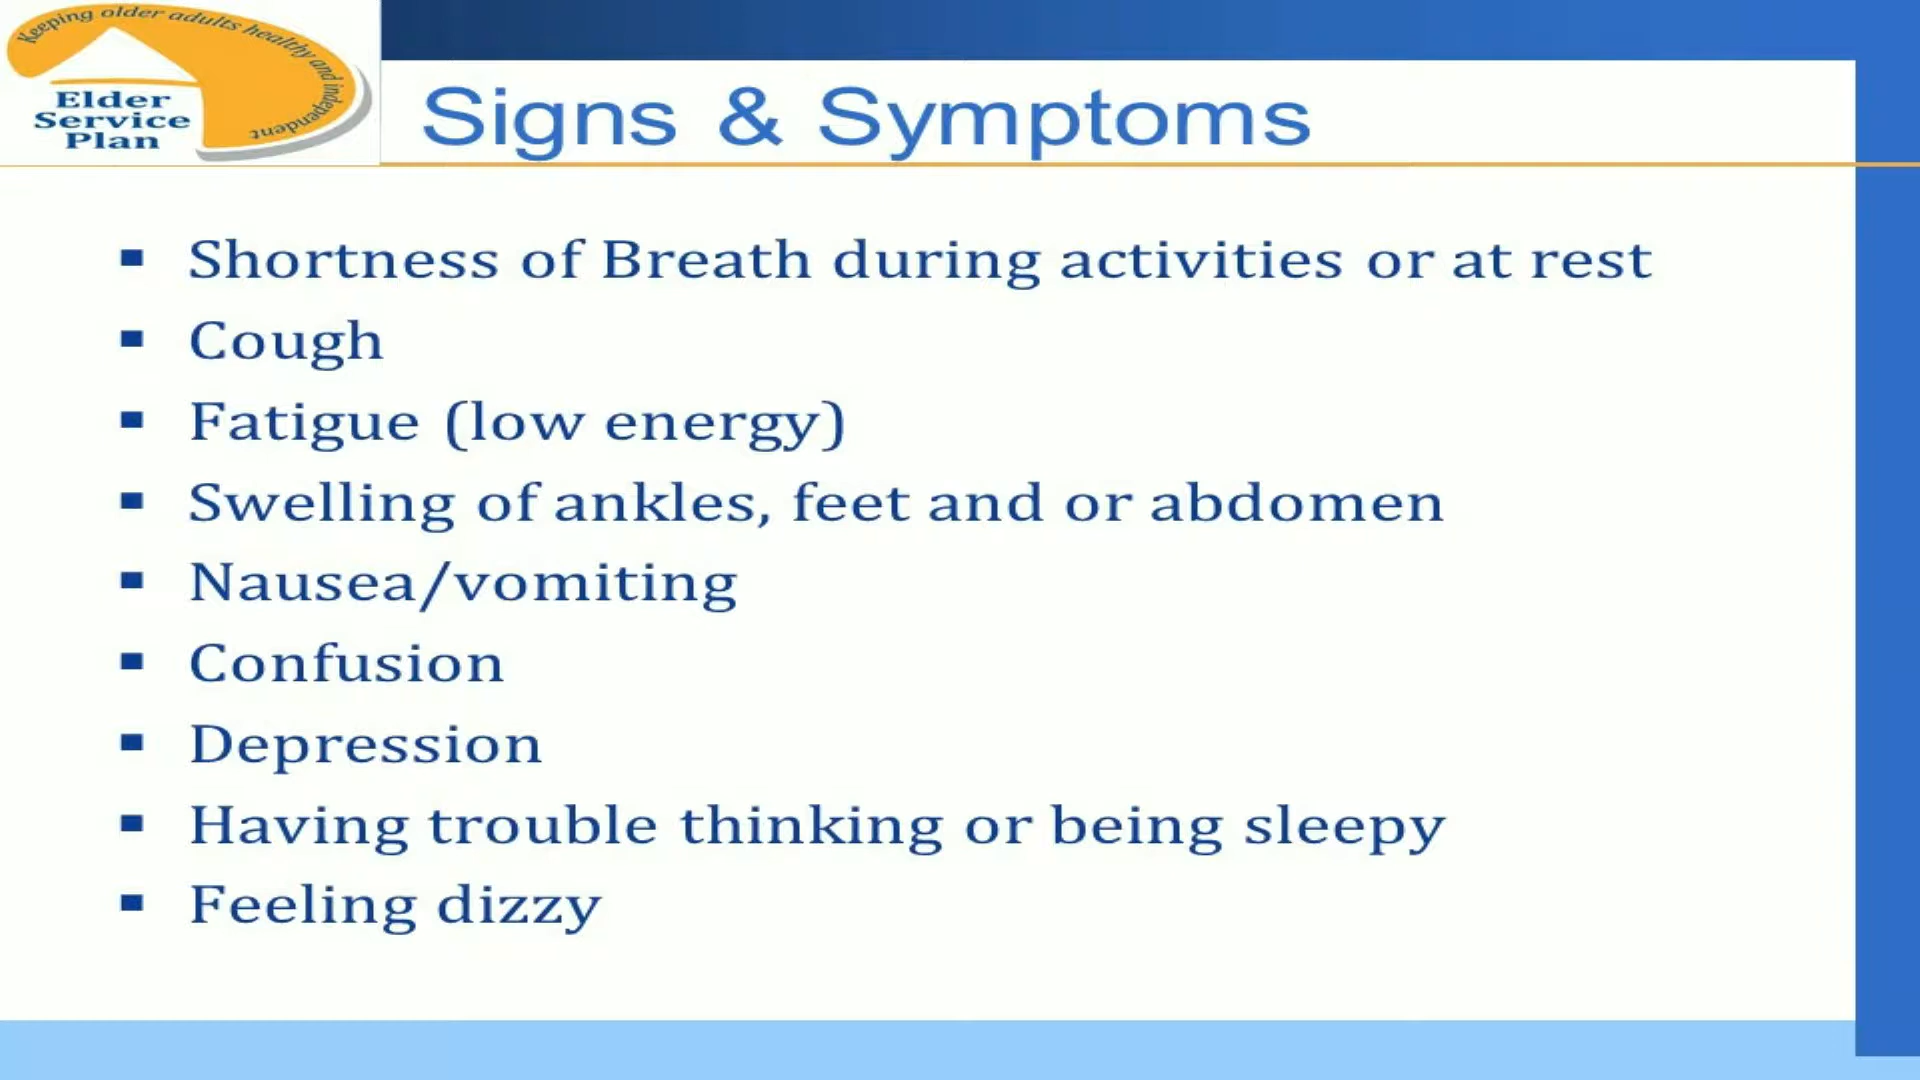 Keeping older adults healthy and independent
Elder
Service
Plan
Signs & Symptoms
▪ Shortness of Breath during activities or at rest
▪ Cough
▪ Fatigue (low energy)
▪ Swelling of ankles, feet and or abdomen
▪ Nausea/vomiting
▪ Confusion
▪ Depression
▪ Having trouble thinking or being sleepy
▪ Feeling dizzy